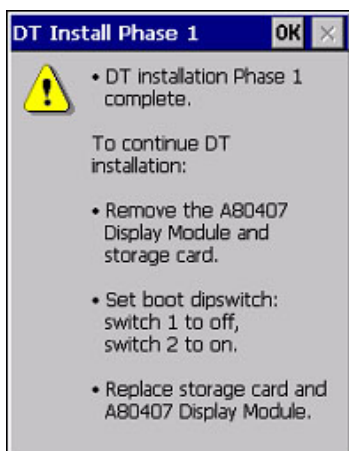 DT Install Phase 1 OK ×
• DT installation Phase 1
complete.
To continue DT
installation:
• Remove the A80407
Display Module and
storage card.
• Set boot dipswitch:
switch 1 to off,
switch 2 to on.
• Replace storage card and
A80407 Display Module.